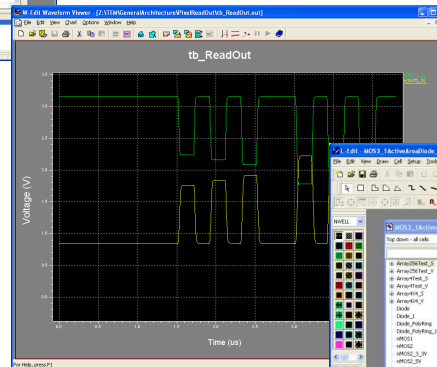 W-Edit Waveform Viewer - [Z:\TEM\GeneralArchitecture\PixelReadOut\tb_ReadOut.out]
File Edit View Chart Options Window Help
tb_ReadOut
Voltage (V)
Time (us)
For Help, press F1
L-Edit - MOS3_1ActiveAreaDiode
File Edit View Draw Cell Setup Tools
NWELL
MOS3_1Active
Top down - all cells
Array256Test_S
Array256Test_V
Array4Test_S
Array4Test_V
Array4X4_S
Array4X4_V
Diode
Diode_1
Diode_PolyRing
Diode_PolyRing_1
nMOS1
nMOS2
nMOS2_3_3V
nMOS2_5V